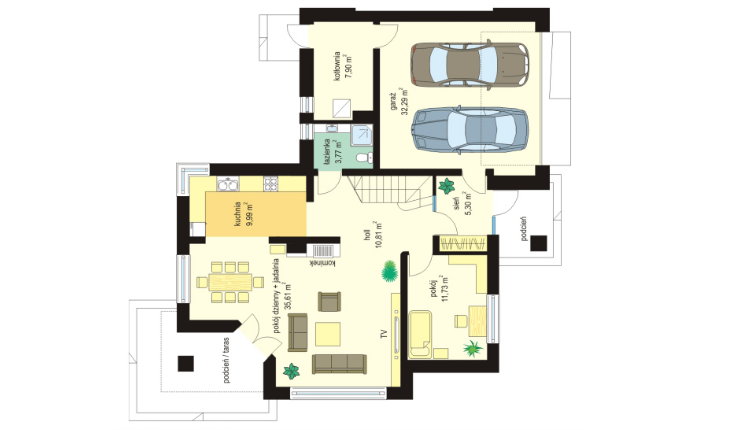 kotłownia
7,90 m²
garaż
32,29 m²
łazienka
3,77 m²
kuchnia
9,99 m²
holl
10,81 m²
sień
5,30 m²
podcień
kominek
pokój dzienny + jadalnia
35,61 m²
pokój
11,73 m²
TV
podcień / taras